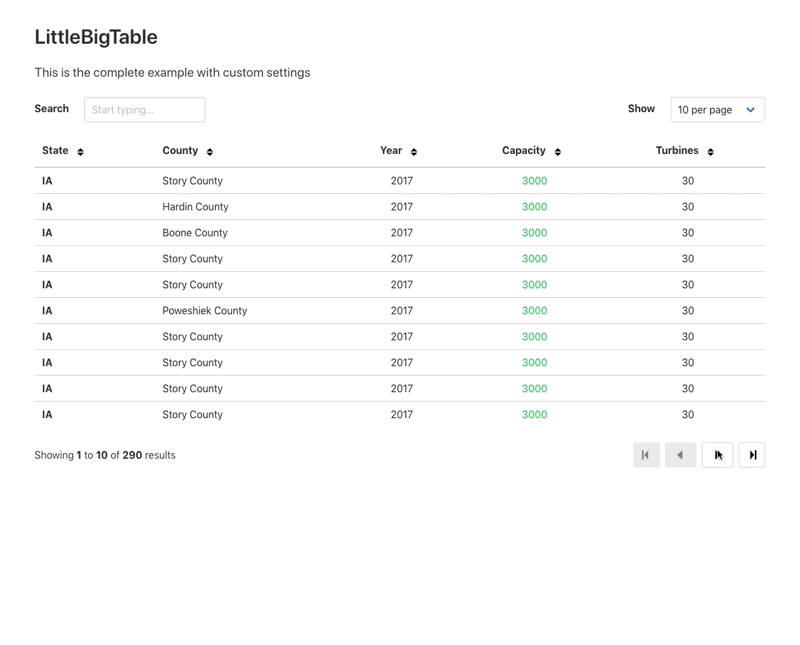 LittleBigTable
This is the complete example with custom settings
Search Start typing... Show 10 per page
State County Year Capacity Turbines
IA Story County 2017 3000 30
IA Hardin County 2017 3000 30
IA Boone County 2017 3000 30
IA Story County 2017 3000 30
IA Story County 2017 3000 30
IA Poweshiek County 2017 3000 30
IA Story County 2017 3000 30
IA Story County 2017 3000 30
IA Story County 2017 3000 30
IA Story County 2017 3000 30
Showing 1 to 10 of 290 results